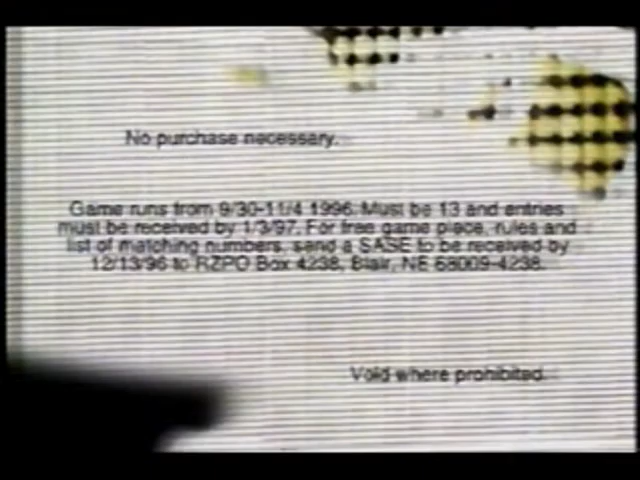 No purchase necessary.
Game runs from 9/30-11/4 1996. Must be 13 and entries
must be received by 1/3/97. For free game piece, rules and
list of matching numbers, send a SASE to be received by
12/13/96 to RZPO Box 4238, Blair, NE 68009-4238.
Void where prohibited.